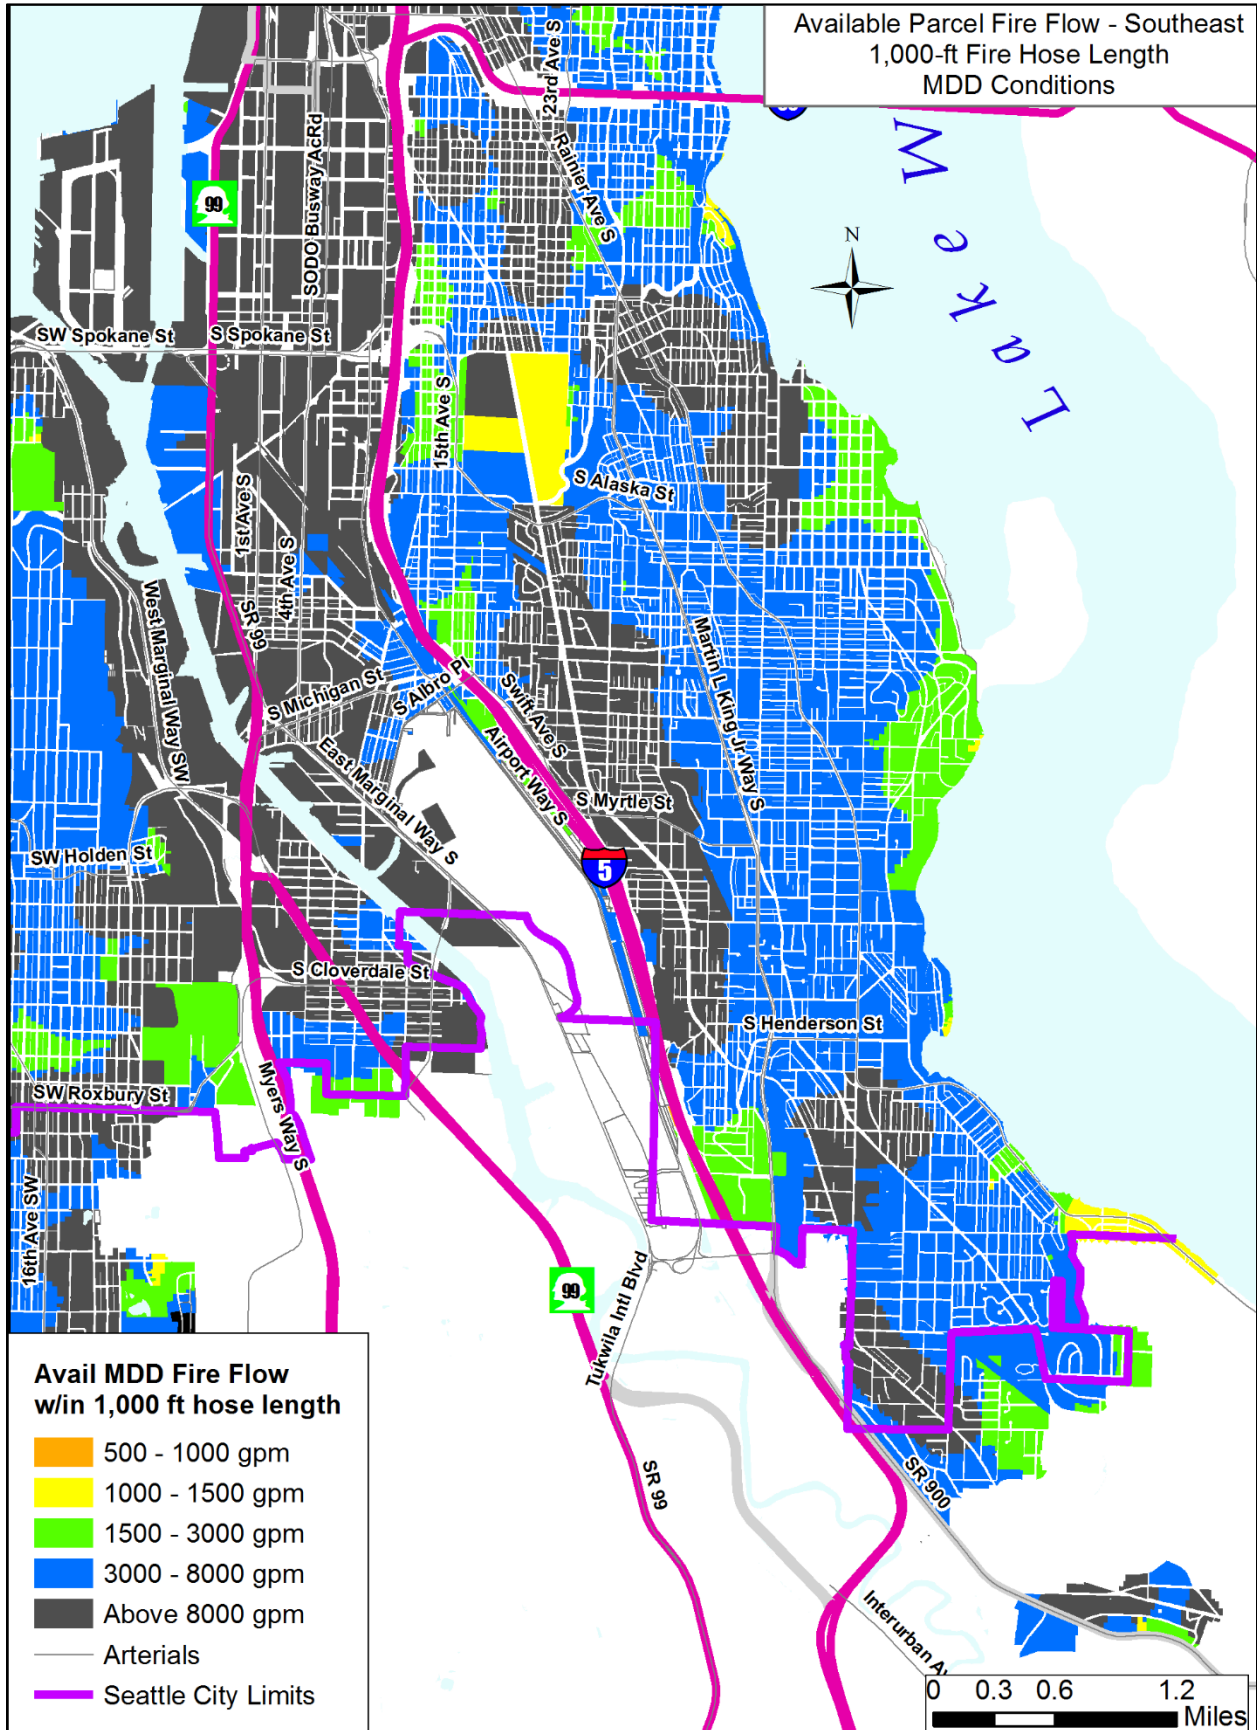 Available Parcel Fire Flow - Southeast
1,000-ft Fire Hose Length
MDD Conditions
23rd Ave S
Rainier Ave S
SODO Busway AcRd
99
Lake W
N
SW Spokane St
S Spokane St
15th Ave S
S Alaska St
1st Ave S
4th Ave S
SR 99
West Marginal Way SW
Martin L King Jr Way S
S Michigan St
S Albro Pl
Swift Ave S
Airport Way S
East Marginal Way S
S Myrtle St
5
SW Holden St
S Cloverdale St
S Henderson St
Myers Way S
SW Roxbury St
16th Ave SW
99
Tukwila Intl Blvd
SR 99
SR 900
Interurban Av
Avail MDD Fire Flow
w/in 1,000 ft hose length
500 - 1000 gpm
1000 - 1500 gpm
1500 - 3000 gpm
3000 - 8000 gpm
Above 8000 gpm
Arterials
Seattle City Limits
0 0.3 0.6 1.2
Miles